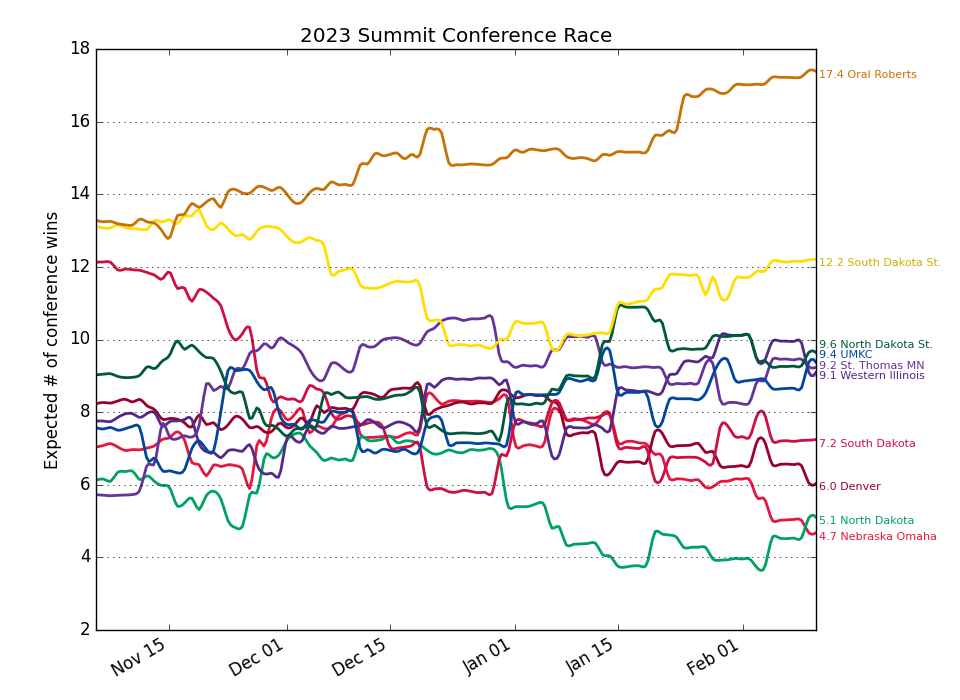 2023 Summit Conference Race
Expected # of conference wins
18
16
14
12
10
8
6
4
2
Nov 15
Dec 01
Dec 15
Jan 01
Jan 15
Feb 01
17.4 Oral Roberts
12.2 South Dakota St.
9.6 North Dakota St.
9.4 UMKC
9.2 St. Thomas MN
9.1 Western Illinois
7.2 South Dakota
6.0 Denver
5.1 North Dakota
4.7 Nebraska Omaha